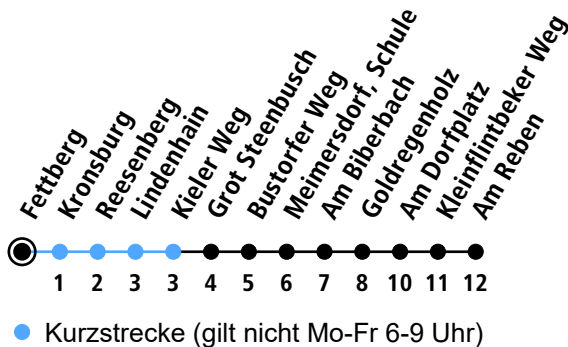 Fettberg
Kronsburg
Reesenberg
Lindenhain
Kieler Weg
Grot Steenbusch
Bustorfer Weg
Meimersdorf, Schule
Am Biberbach
Goldregenholz
Am Dorfplatz
Kleinflintbeker Weg
Am Reben
1 2 3 3 4 5 6 7 8 10 11 12
Kurzstrecke (gilt nicht Mo-Fr 6-9 Uhr)